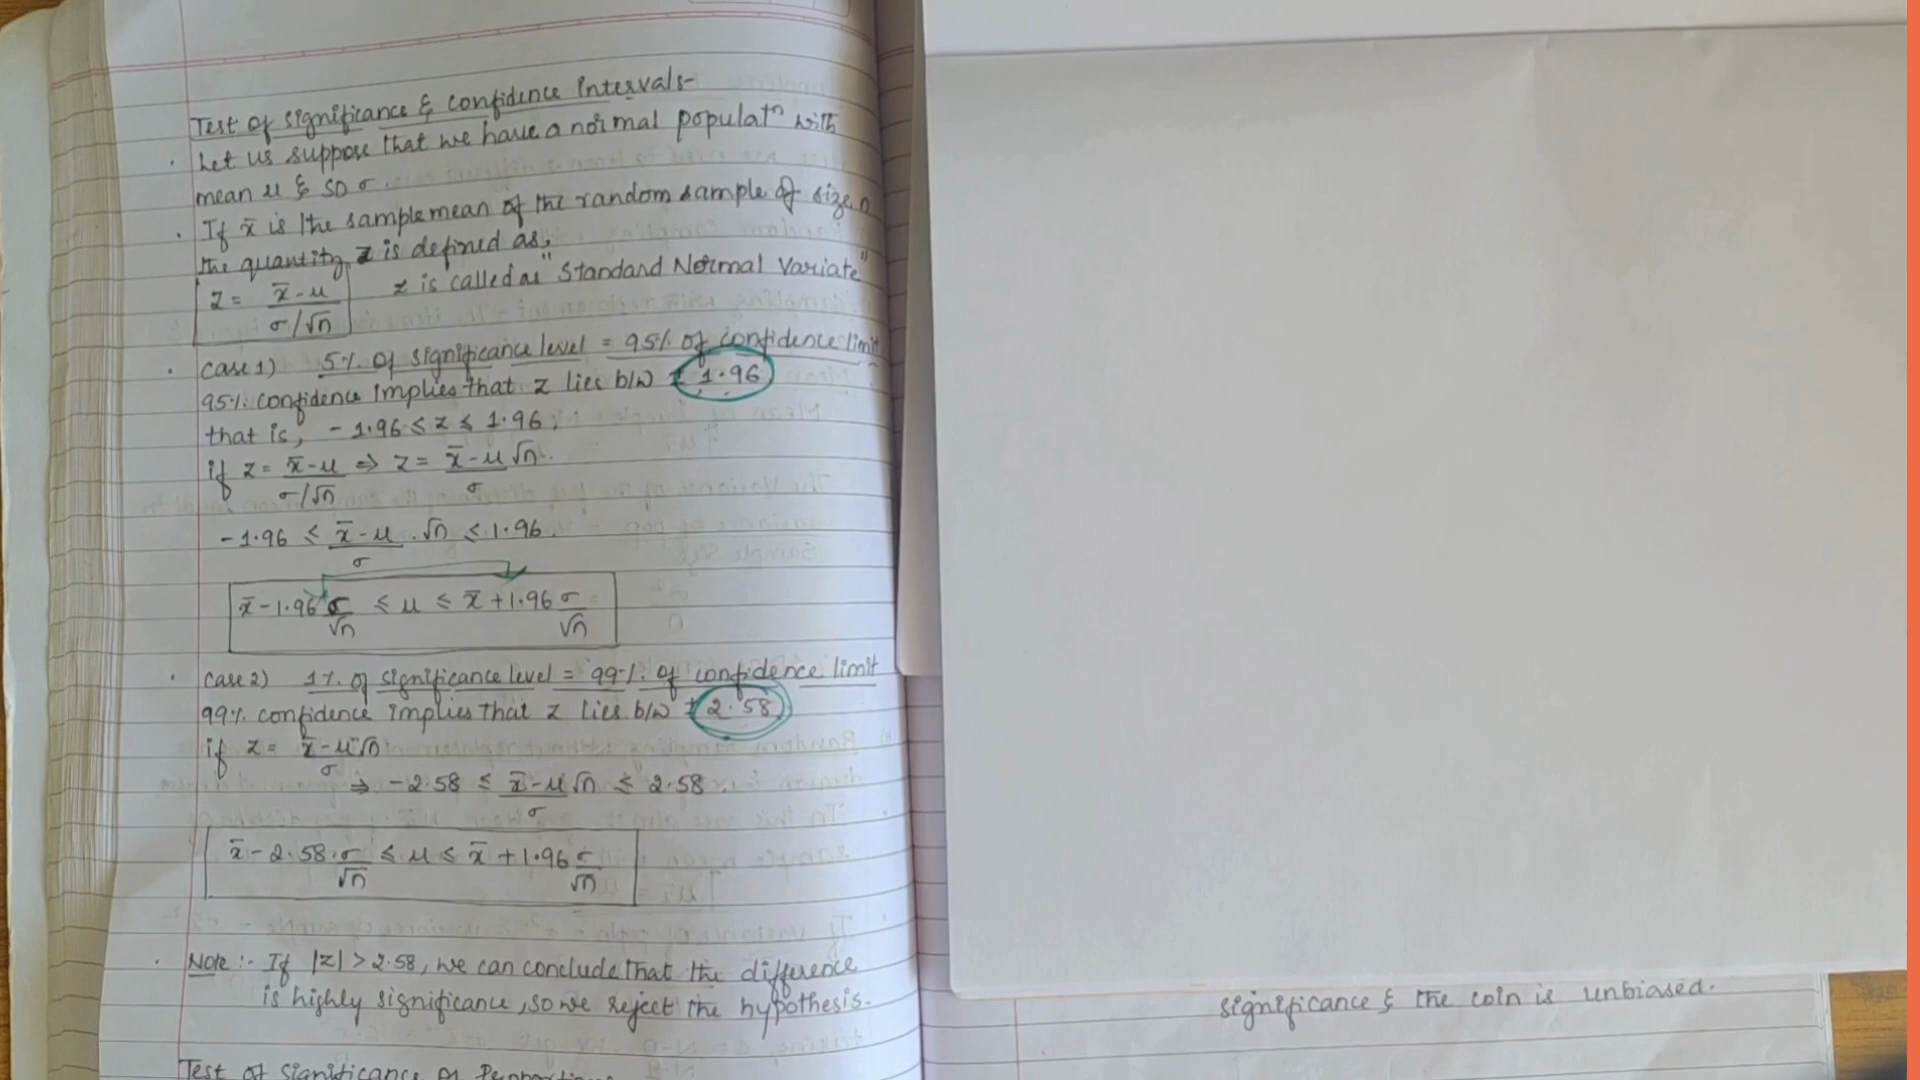 Test of significance & confidence Intervals-
. Let us suppose that we have a normal populatⁿ with
mean μ & SD σ.
. If x̄ is the sample mean of the random sample of size n
the quantity z is defined as,
z = x̄-μ / σ/√n z is called as "Standard Normal Variate"
. case 1) 5% of significance level = 95% of confidence limit
95% confidence implies that z lies b/w ± 1.96
that is, -1.96 ≤ z ≤ 1.96,
if z = x̄-μ / σ/√n ⇒ z = x̄-μ / σ √n.
-1.96 ≤ x̄-μ / σ . √n ≤ 1.96.
x̄ - 1.96 σ/√n ≤ μ ≤ x̄ + 1.96 σ/√n
. case 2) 1% of significance level = 99% of confidence limit
99% confidence implies that z lies b/w ± 2.58
if z = x̄-μ√n / σ
⇒ -2.58 ≤ x̄-μ / σ √n ≤ 2.58.
x̄ - 2.58 . σ/√n ≤ μ ≤ x̄ + 1.96 σ/√n
. Note :- If |z| > 2.58, we can conclude that the difference
is highly significance, so we reject the hypothesis.
Test of Significance
significance & the coin is unbiased.